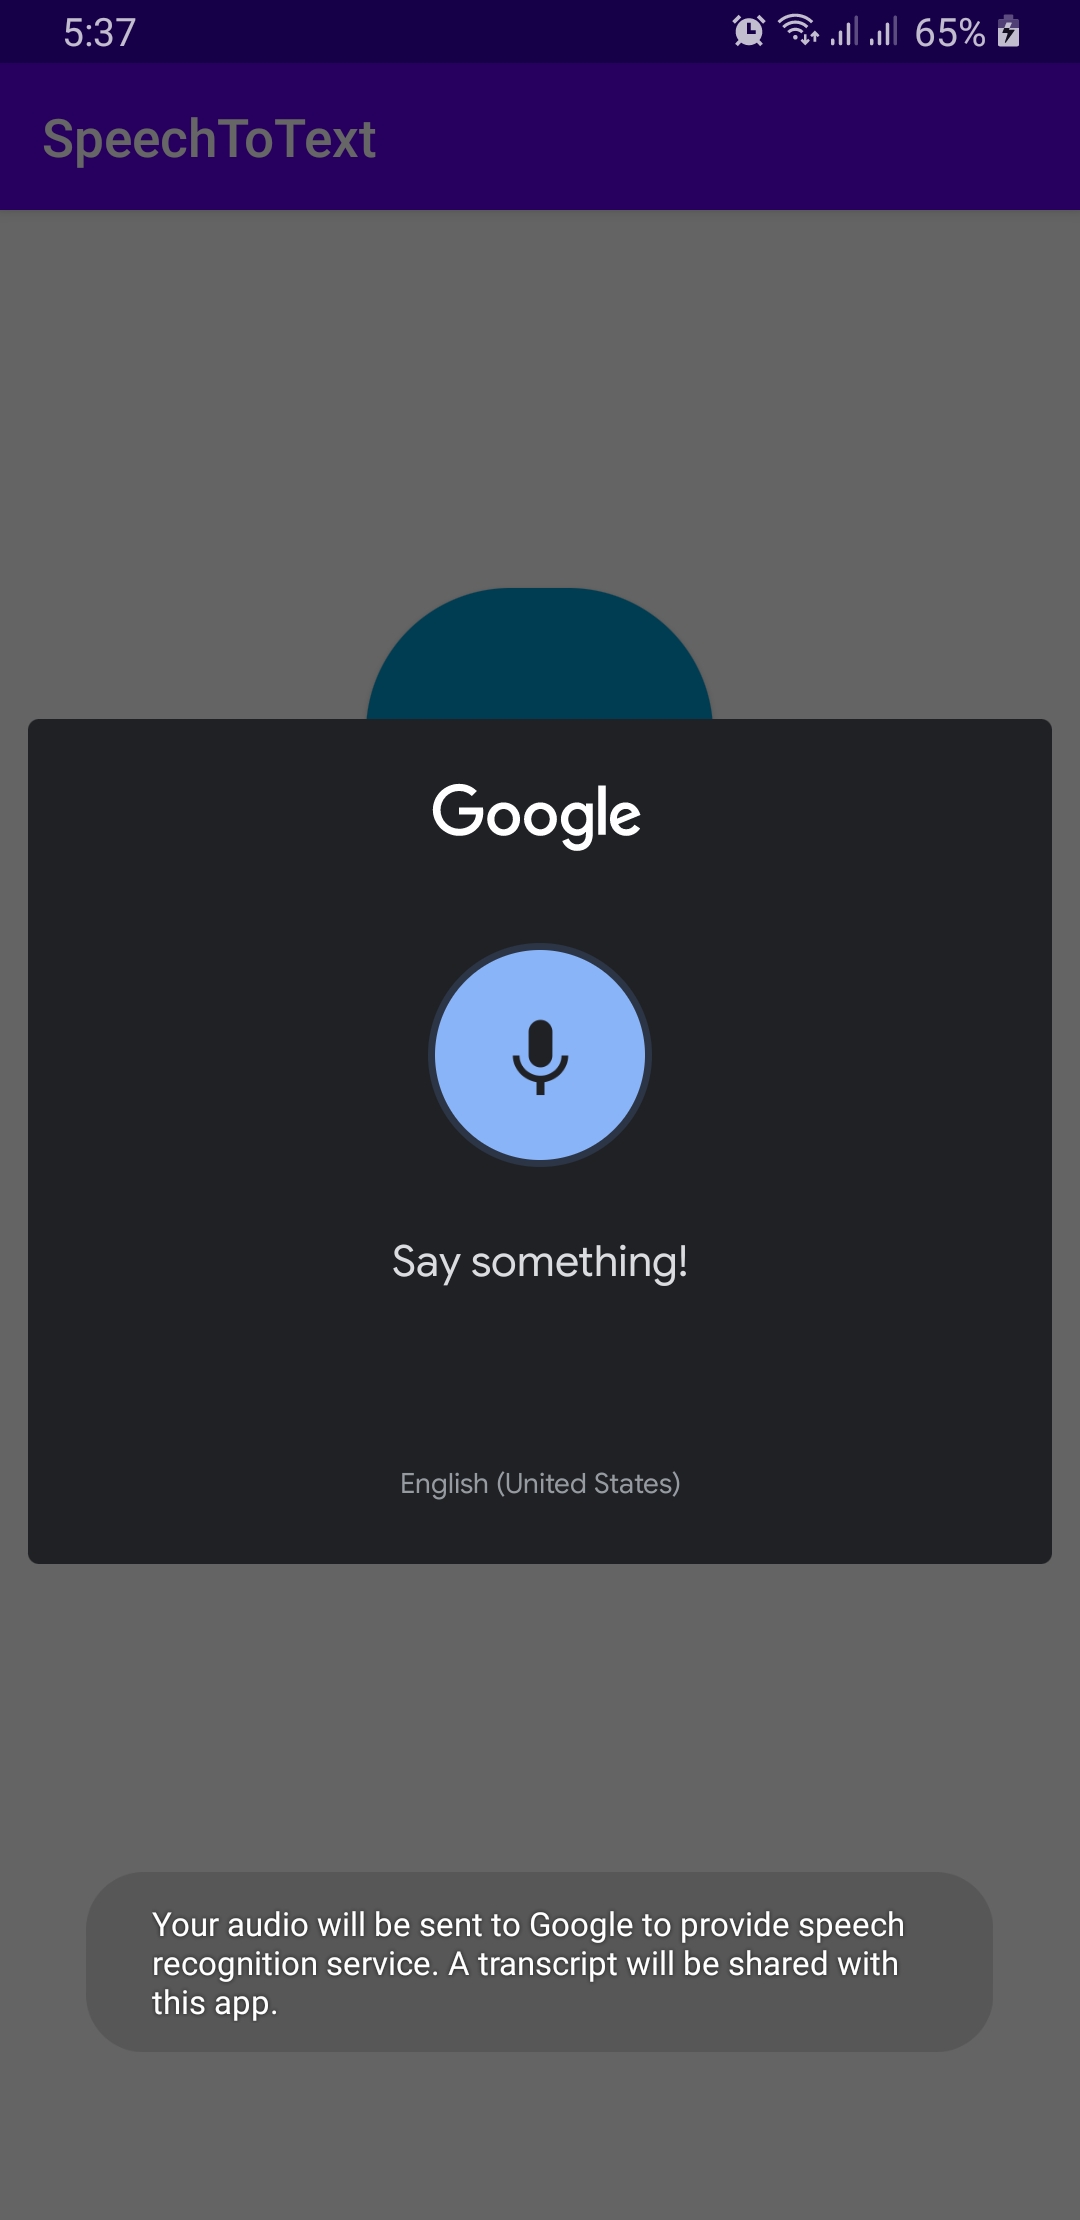 5:37 65%
SpeechToText
Google
Say something!
English (United States)
Your audio will be sent to Google to provide speech
recognition service. A transcript will be shared with
this app.